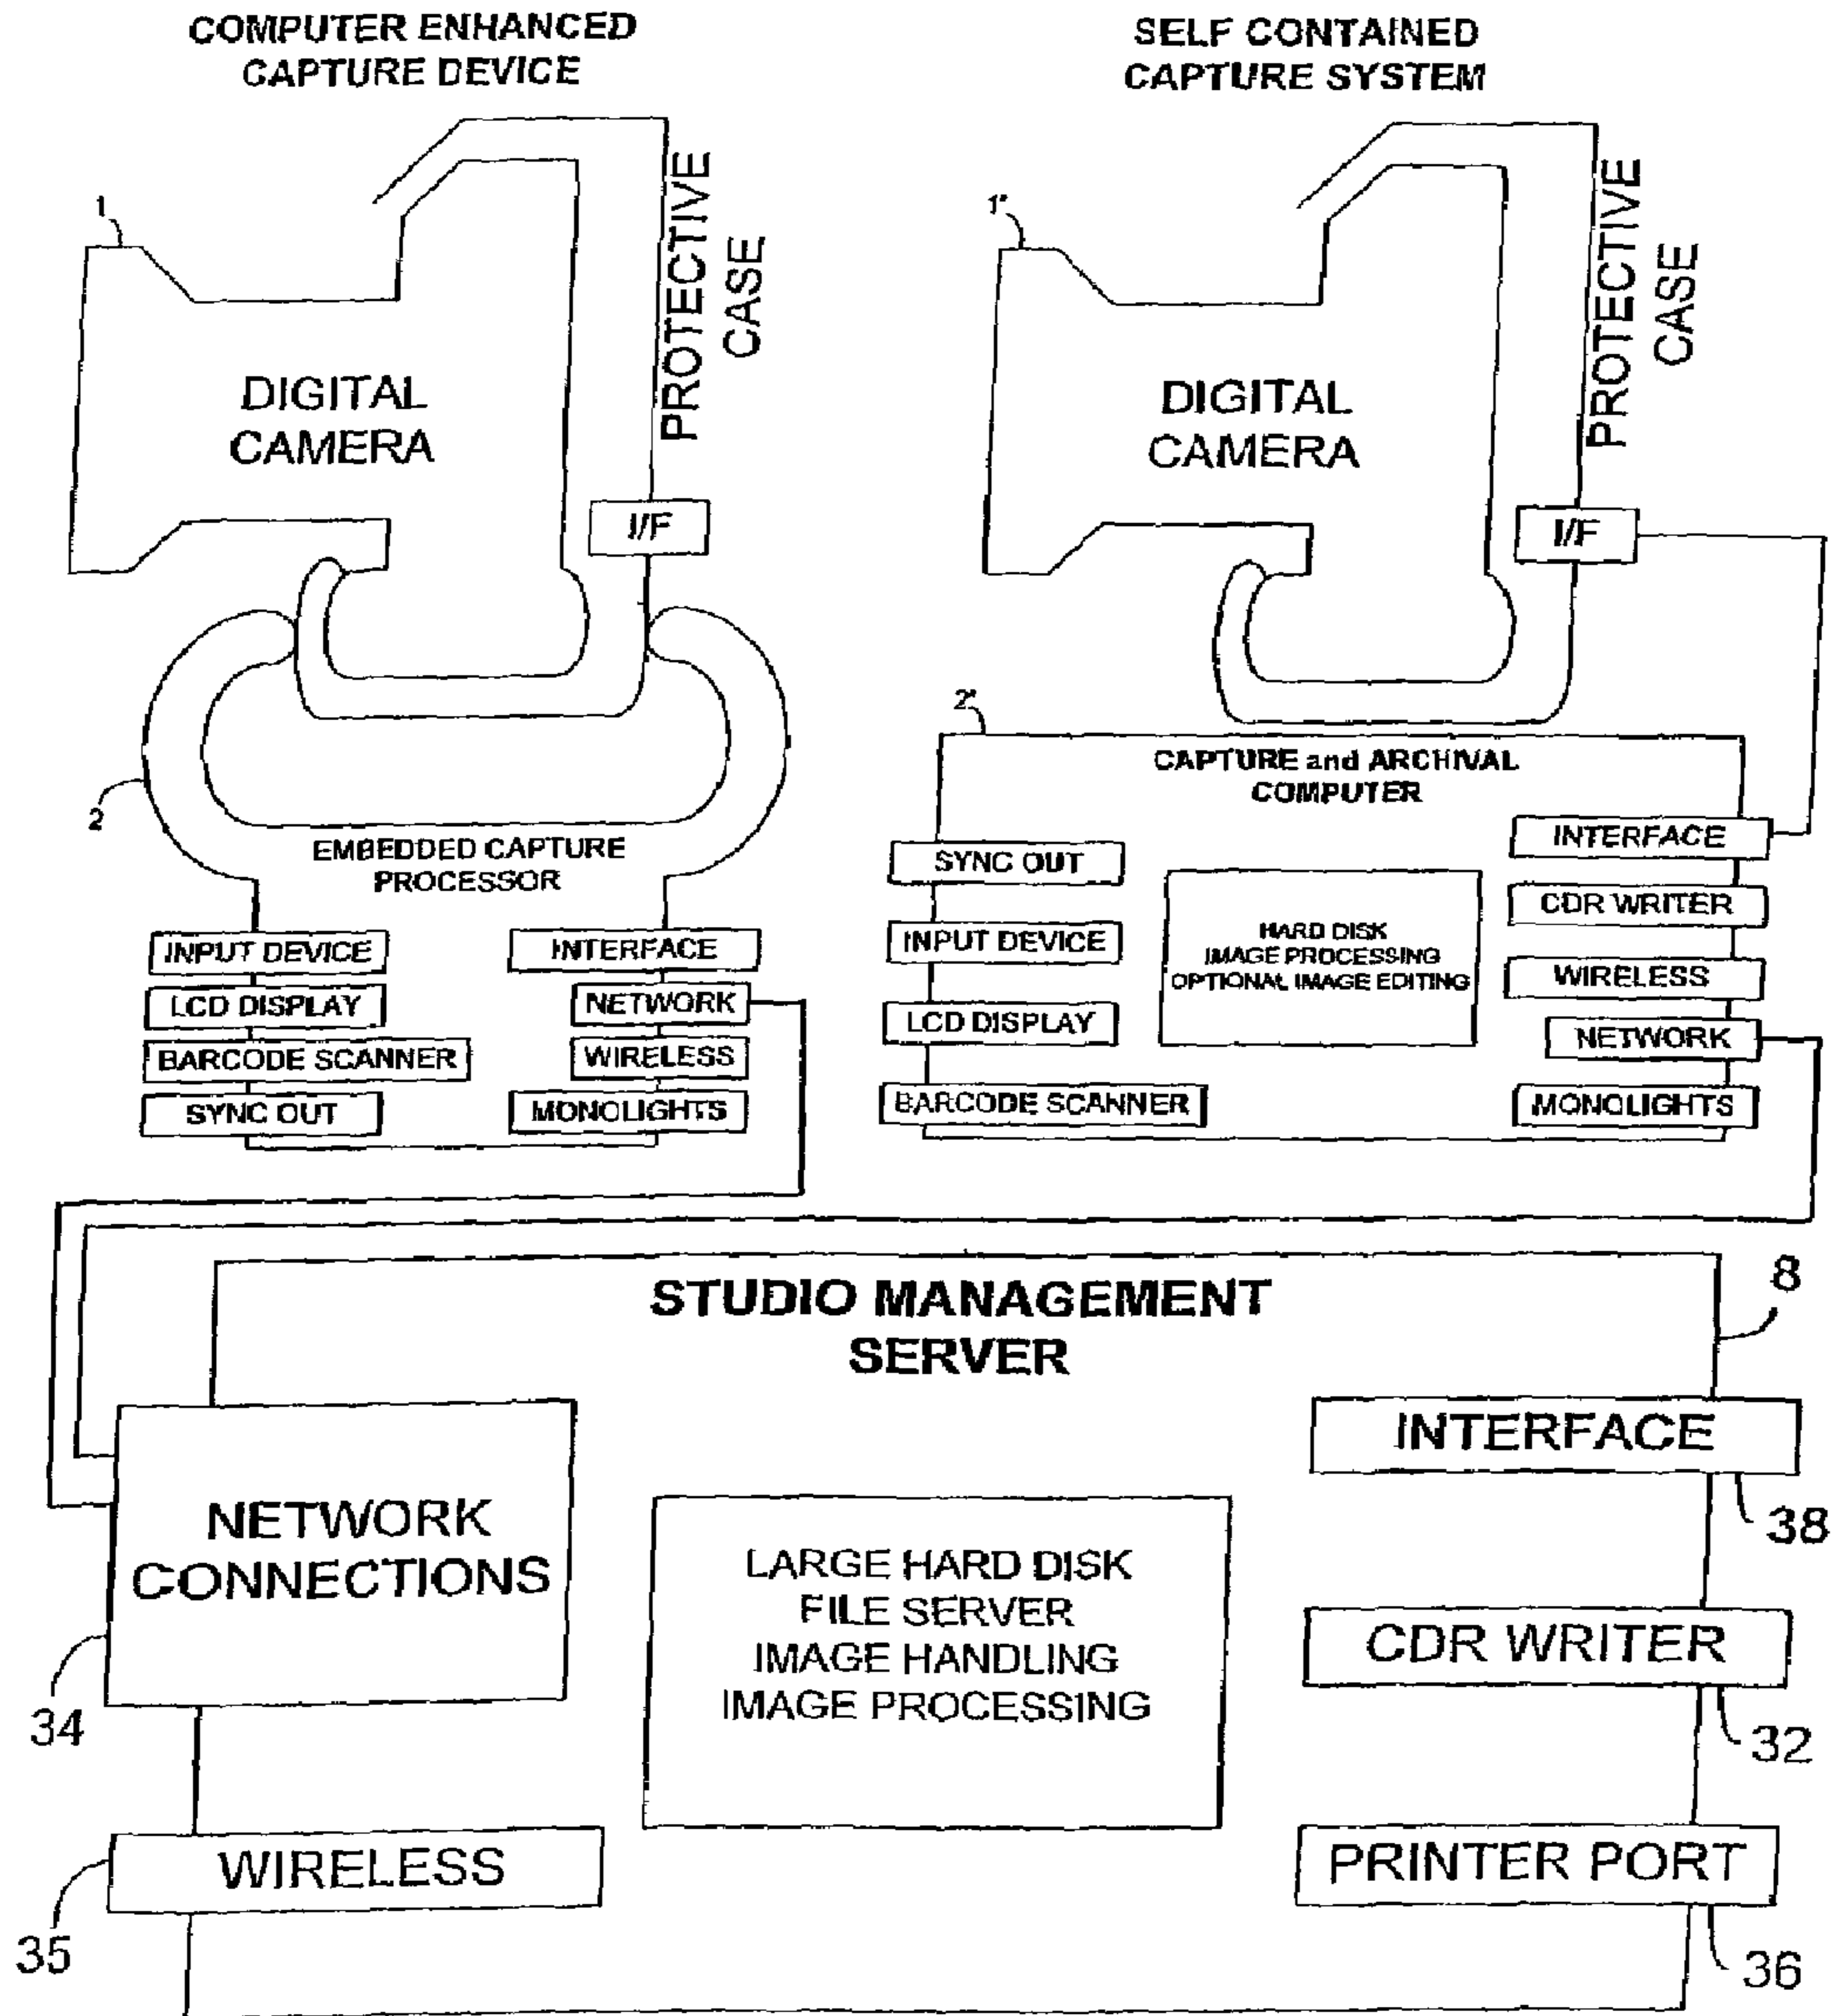 COMPUTER ENHANCED
CAPTURE DEVICE
1
DIGITAL
CAMERA
PROTECTIVE
CASE
I/F
2
EMBEDDED CAPTURE
PROCESSOR
INPUT DEVICE
LCD DISPLAY
BARCODE SCANNER
SYNC OUT
INTERFACE
NETWORK
WIRELESS
MONOLIGHTS
SELF CONTAINED
CAPTURE SYSTEM
1'
DIGITAL
CAMERA
PROTECTIVE
CASE
I/F
2'
CAPTURE and ARCHIVAL
COMPUTER
SYNC OUT
INPUT DEVICE
LCD DISPLAY
BARCODE SCANNER
HARD DISK
IMAGE PROCESSING
OPTIONAL IMAGE EDITING
INTERFACE
CDR WRITER
WIRELESS
NETWORK
MONOLIGHTS
STUDIO MANAGEMENT
SERVER
8
NETWORK
CONNECTIONS
34
WIRELESS
35
LARGE HARD DISK
FILE SERVER
IMAGE HANDLING
IMAGE PROCESSING
INTERFACE
38
CDR WRITER
32
PRINTER PORT
36